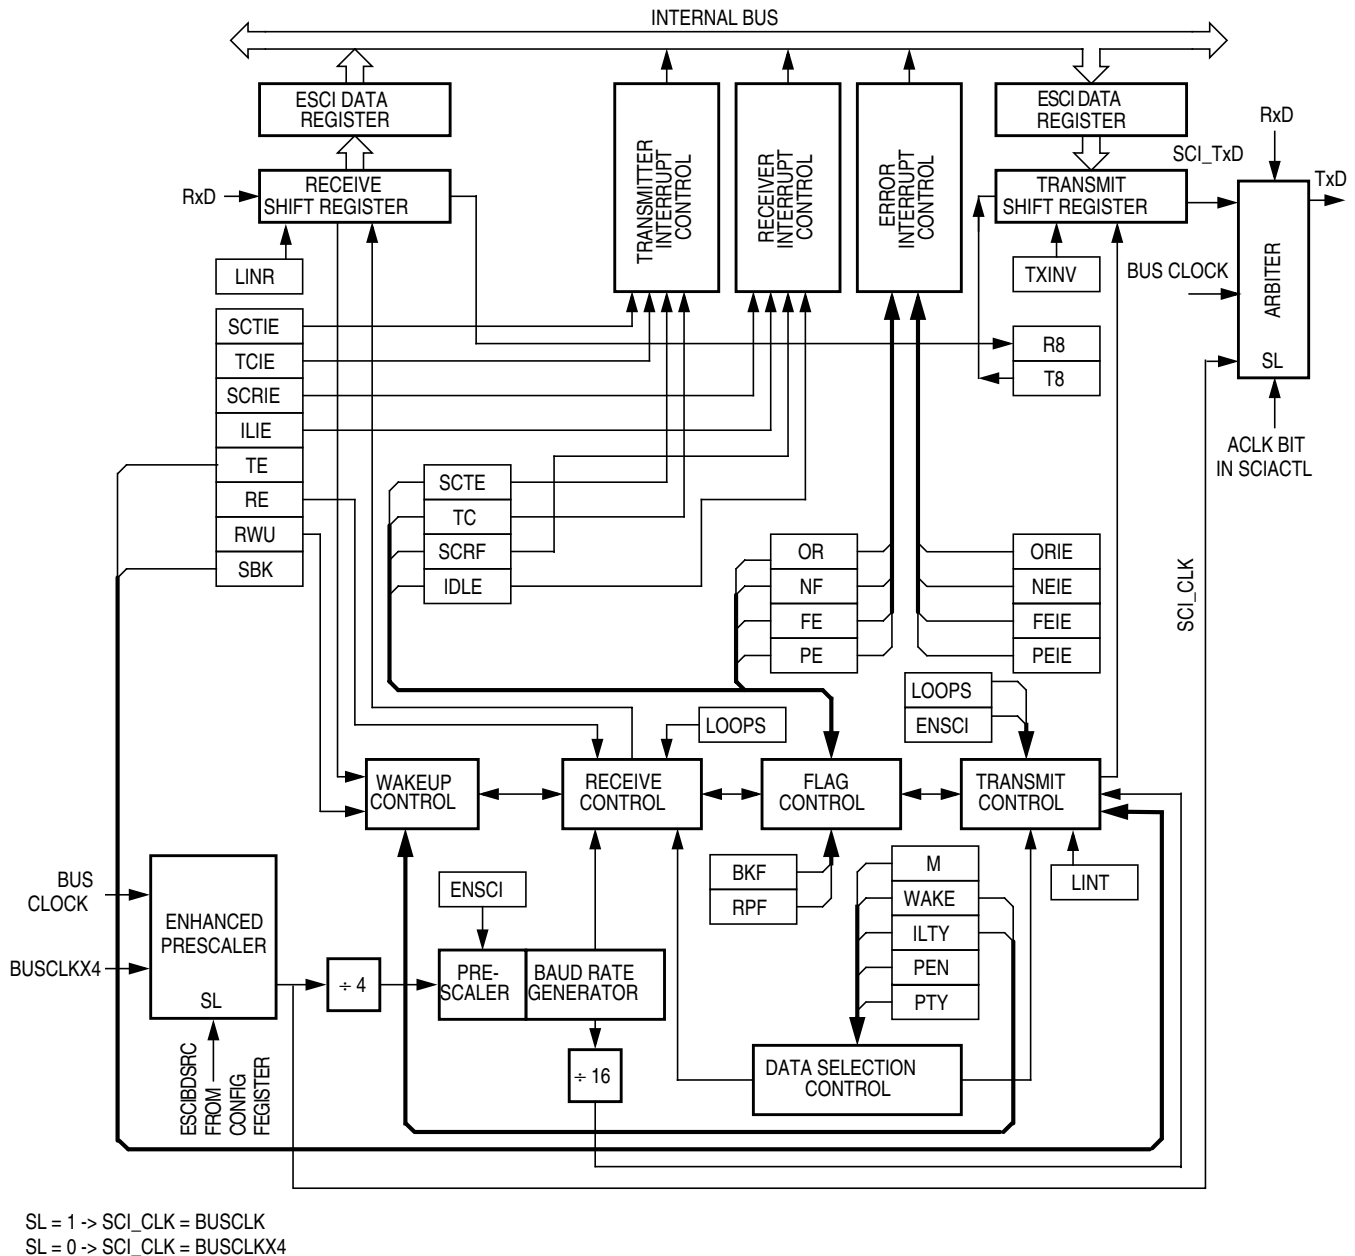 INTERNAL BUS
ESCI DATA
REGISTER
ESCI DATA
REGISTER
RxD
SCI_TxD
TxD
RxD
RECEIVE
SHIFT REGISTER
TRANSMITTER
INTERRUPT
CONTROL
RECEIVER
INTERRUPT
CONTROL
ERROR
INTERRUPT
CONTROL
TRANSMIT
SHIFT REGISTER
LINR
TXINV
BUS CLOCK
ARBITER
SL
SCTIE
TCIE
SCRIE
ILIE
TE
RE
RWU
SBK
R8
T8
ACLK BIT
IN SCIACTL
SCTE
TC
SCRF
IDLE
OR
NF
FE
PE
ORIE
NEIE
FEIE
PEIE
SCI_CLK
LOOPS
LOOPS
ENSCI
WAKEUP
CONTROL
RECEIVE
CONTROL
FLAG
CONTROL
TRANSMIT
CONTROL
BKF
RPF
M
WAKE
ILTY
PEN
PTY
LINT
BUS
CLOCK
BUSCLKX4
ENHANCED
PRESCALER
SL
ENSCI
÷ 4
PRE-
SCALER
BAUD RATE
GENERATOR
÷ 16
DATA SELECTION
CONTROL
ESCIBDSRC
FROM
CONFIG
FEGISTER
SL = 1 -> SCI_CLK = BUSCLK
SL = 0 -> SCI_CLK = BUSCLKX4